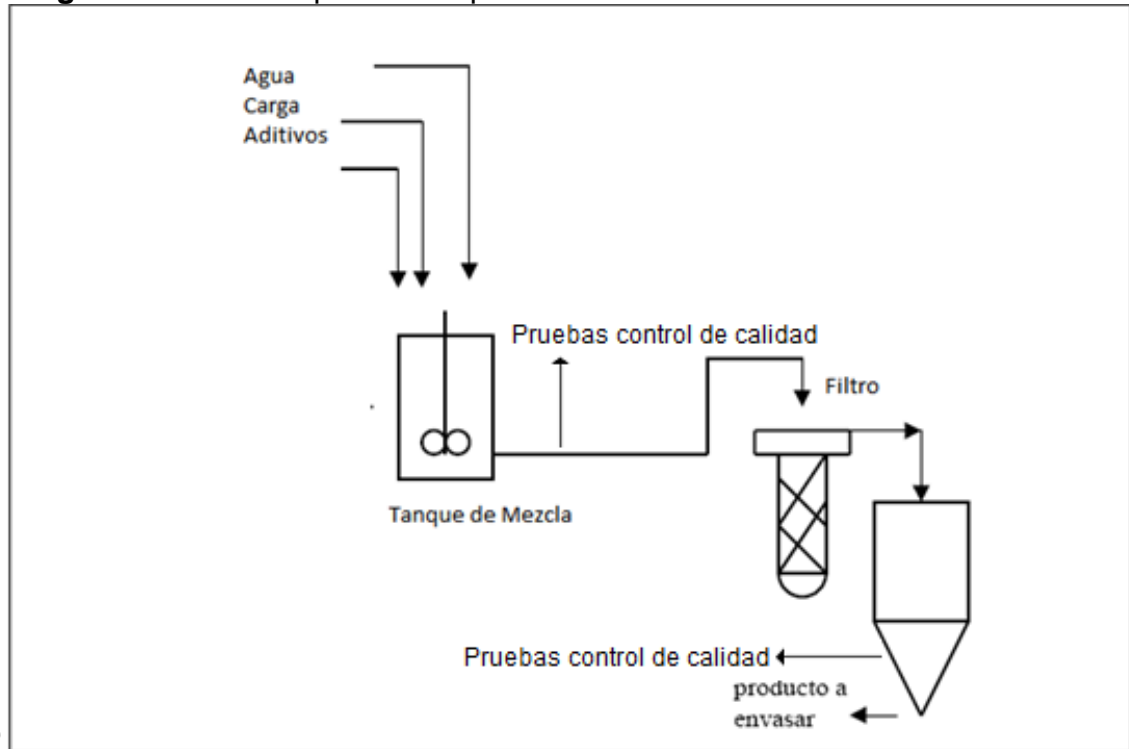 Agua
Carga
Aditivos
Pruebas control de calidad
Filtro
Tanque de Mezcla
Pruebas control de calidad
producto a
envasar